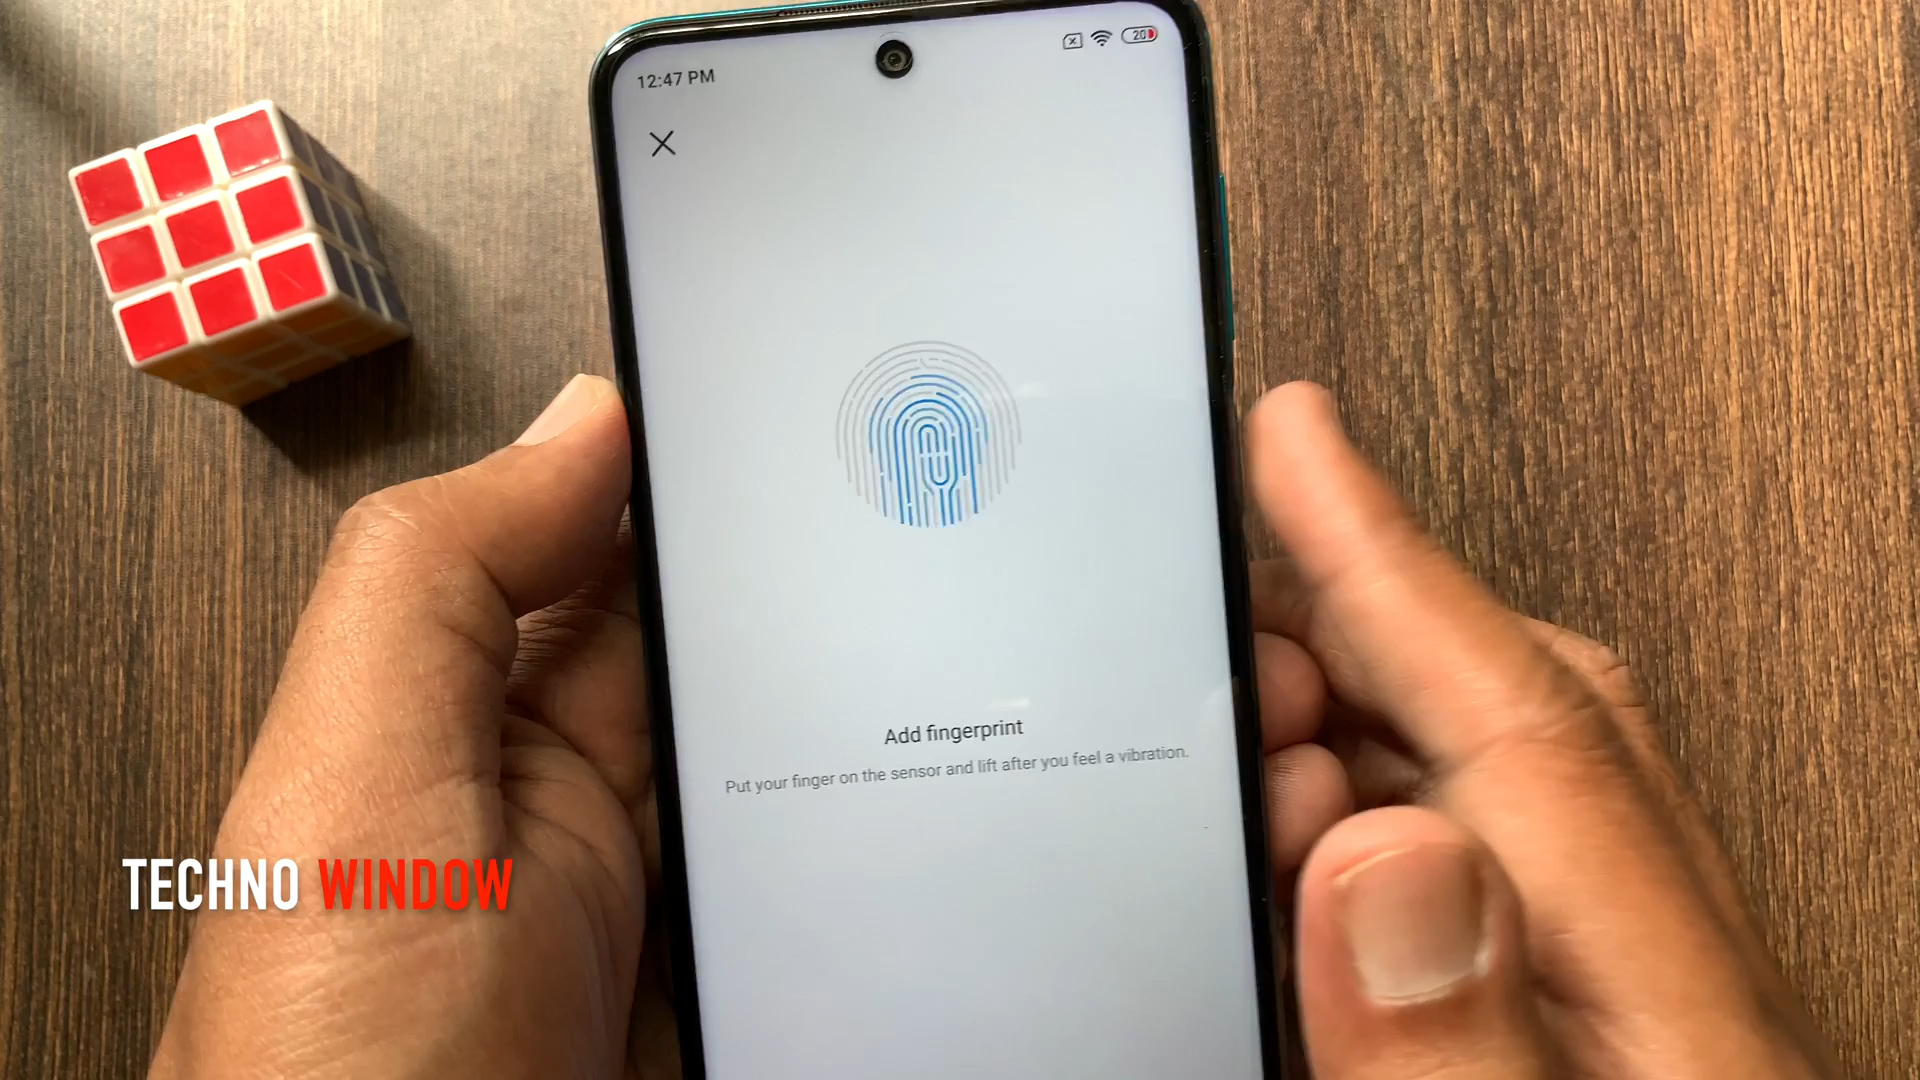 12:47 PM
20
Add fingerprint
Put your finger on the sensor and lift after you feel a vibration.
TECHNO WINDOW